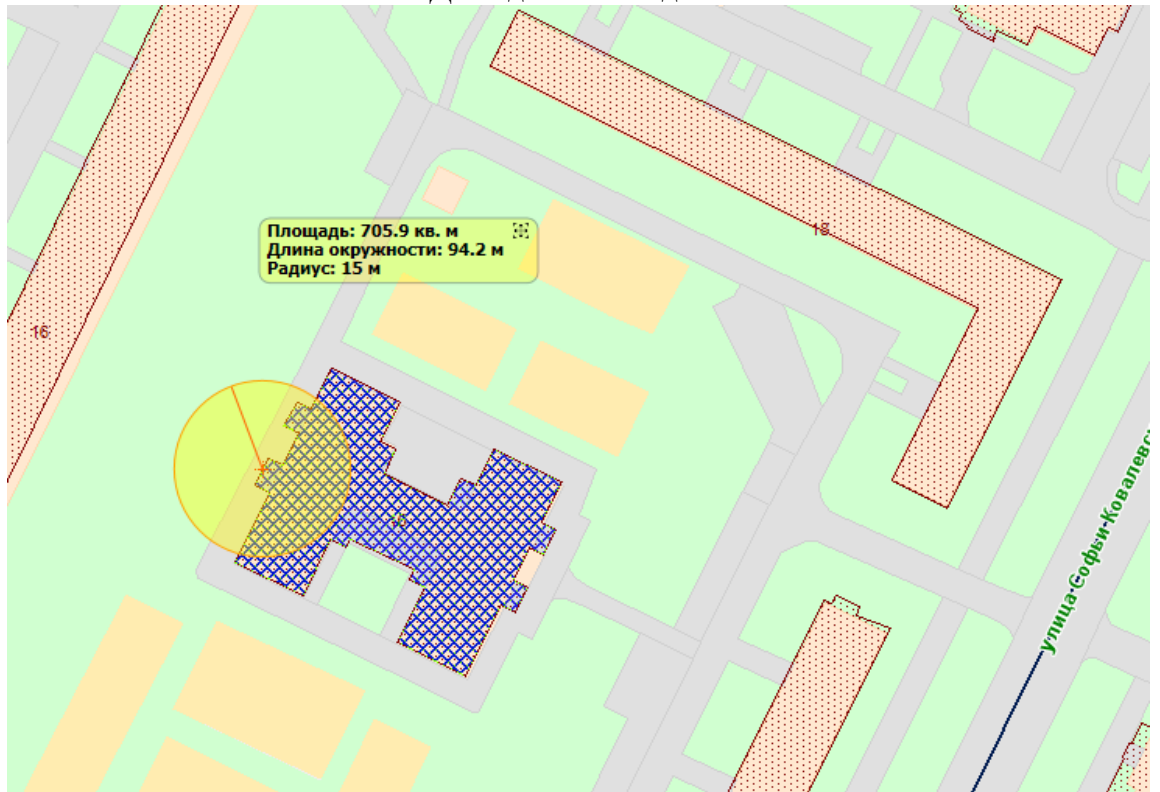 Площадь: 705.9 кв. м
Длина окружности: 94.2 м
Радиус: 15 м
18
16
улица Софьи Ковалевс